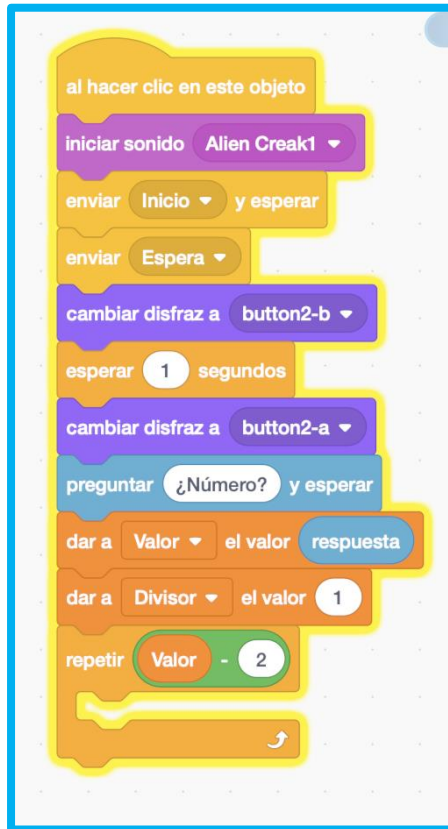 al hacer clic en este objeto
iniciar sonido Alien Creak1
enviar Inicio y esperar
enviar Espera
cambiar disfraz a button2-b
esperar 1 segundos
cambiar disfraz a button2-a
preguntar ¿Número? y esperar
dar a Valor el valor respuesta
dar a Divisor el valor 1
repetir Valor - 2